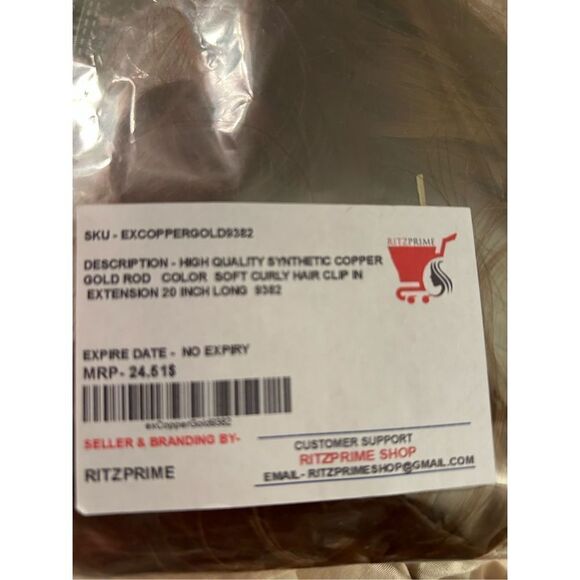 SKU - EXCOPPERGOLD9382
RITZPRIME
DESCRIPTION - HIGH QUALITY SYNTHETIC COPPER
GOLD ROD COLOR SOFT CURLY HAIR CLIP IN
EXTENSION 20 INCH LONG 9382
EXPIRE DATE - NO EXPIRY
MRP- 24.51$
exCopperGold9382
SELLER & BRANDING BY-
RITZPRIME
CUSTOMER SUPPORT
RITZPRIME SHOP
EMAIL- RITZPRIMESHOP@GMAIL.COM